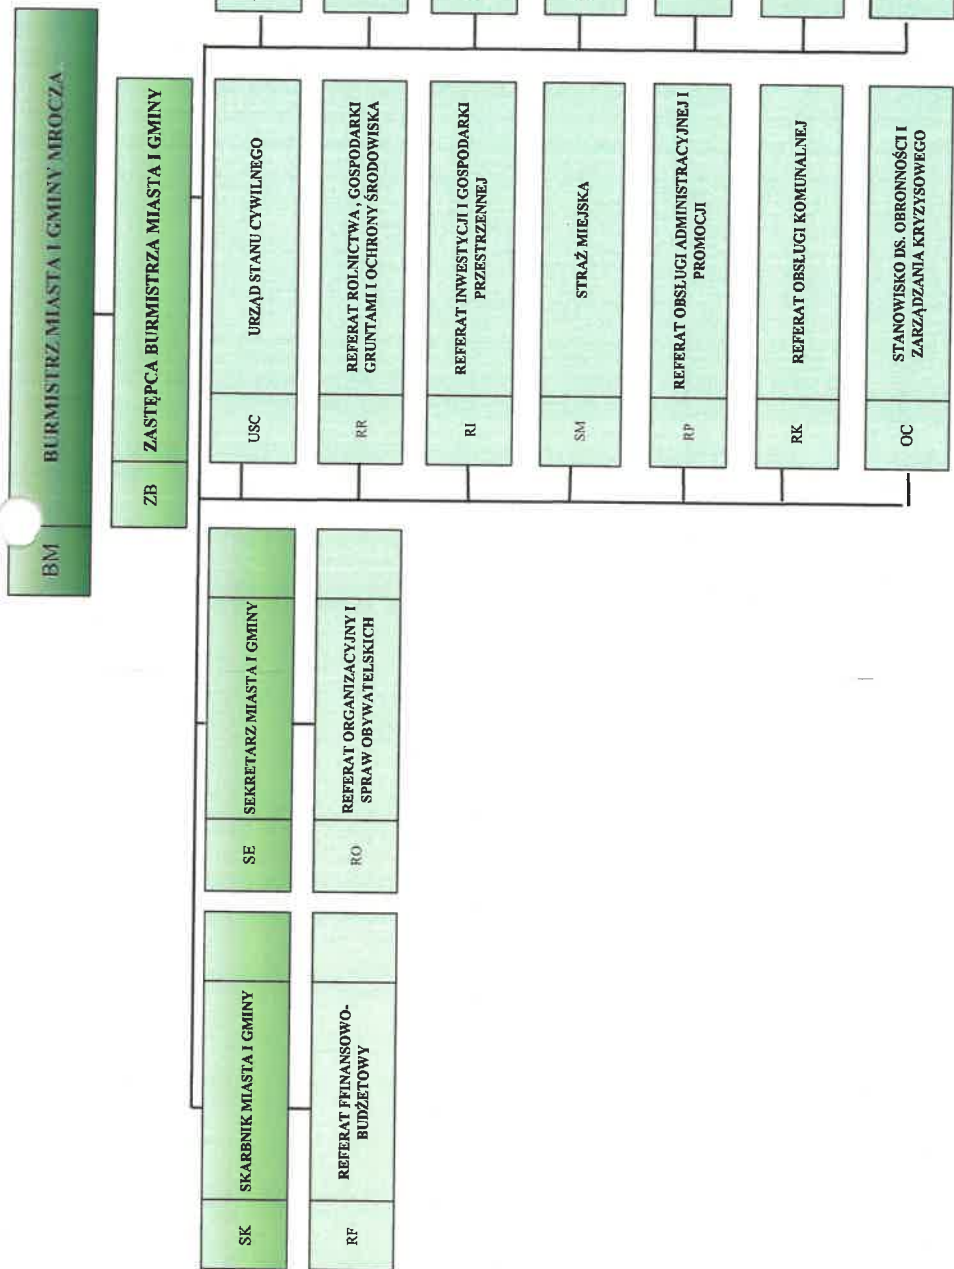 BM
BURMISTRZ MIASTA I GMINY MROCZA.
ZB
ZASTĘPCA BURMISTRZA MIASTA I GMINY
SK
SKARBNIK MIASTA I GMINY
SE
SEKRETARZ MIASTA I GMINY
RF
REFERAT FFINANSOWO-
BUDŻETOWY
RO
REFERAT ORGANIZACYJNY I
SPRAW OBYWATELSKICH
USC
URZĄD STANU CYWILNEGO
RR
REFERAT ROLNICTWA , GOSPODARKI
GRUNTAMI I OCHRONY ŚRODOWISKA
RI
REFERAT INWESTYCJI I GOSPODARKI
PRZESTRZENNEJ
SM
STRAŻ MIEJSKA
RP
REFERAT OBSŁUGI ADMINISTRACYJNEJ I
PROMOCJI
RK
REFERAT OBSŁUGI KOMUNALNEJ
OC
STANOWISKO DS. OBRONNOŚCI I
ZARZĄDZANIA KRYZYSOWEGO